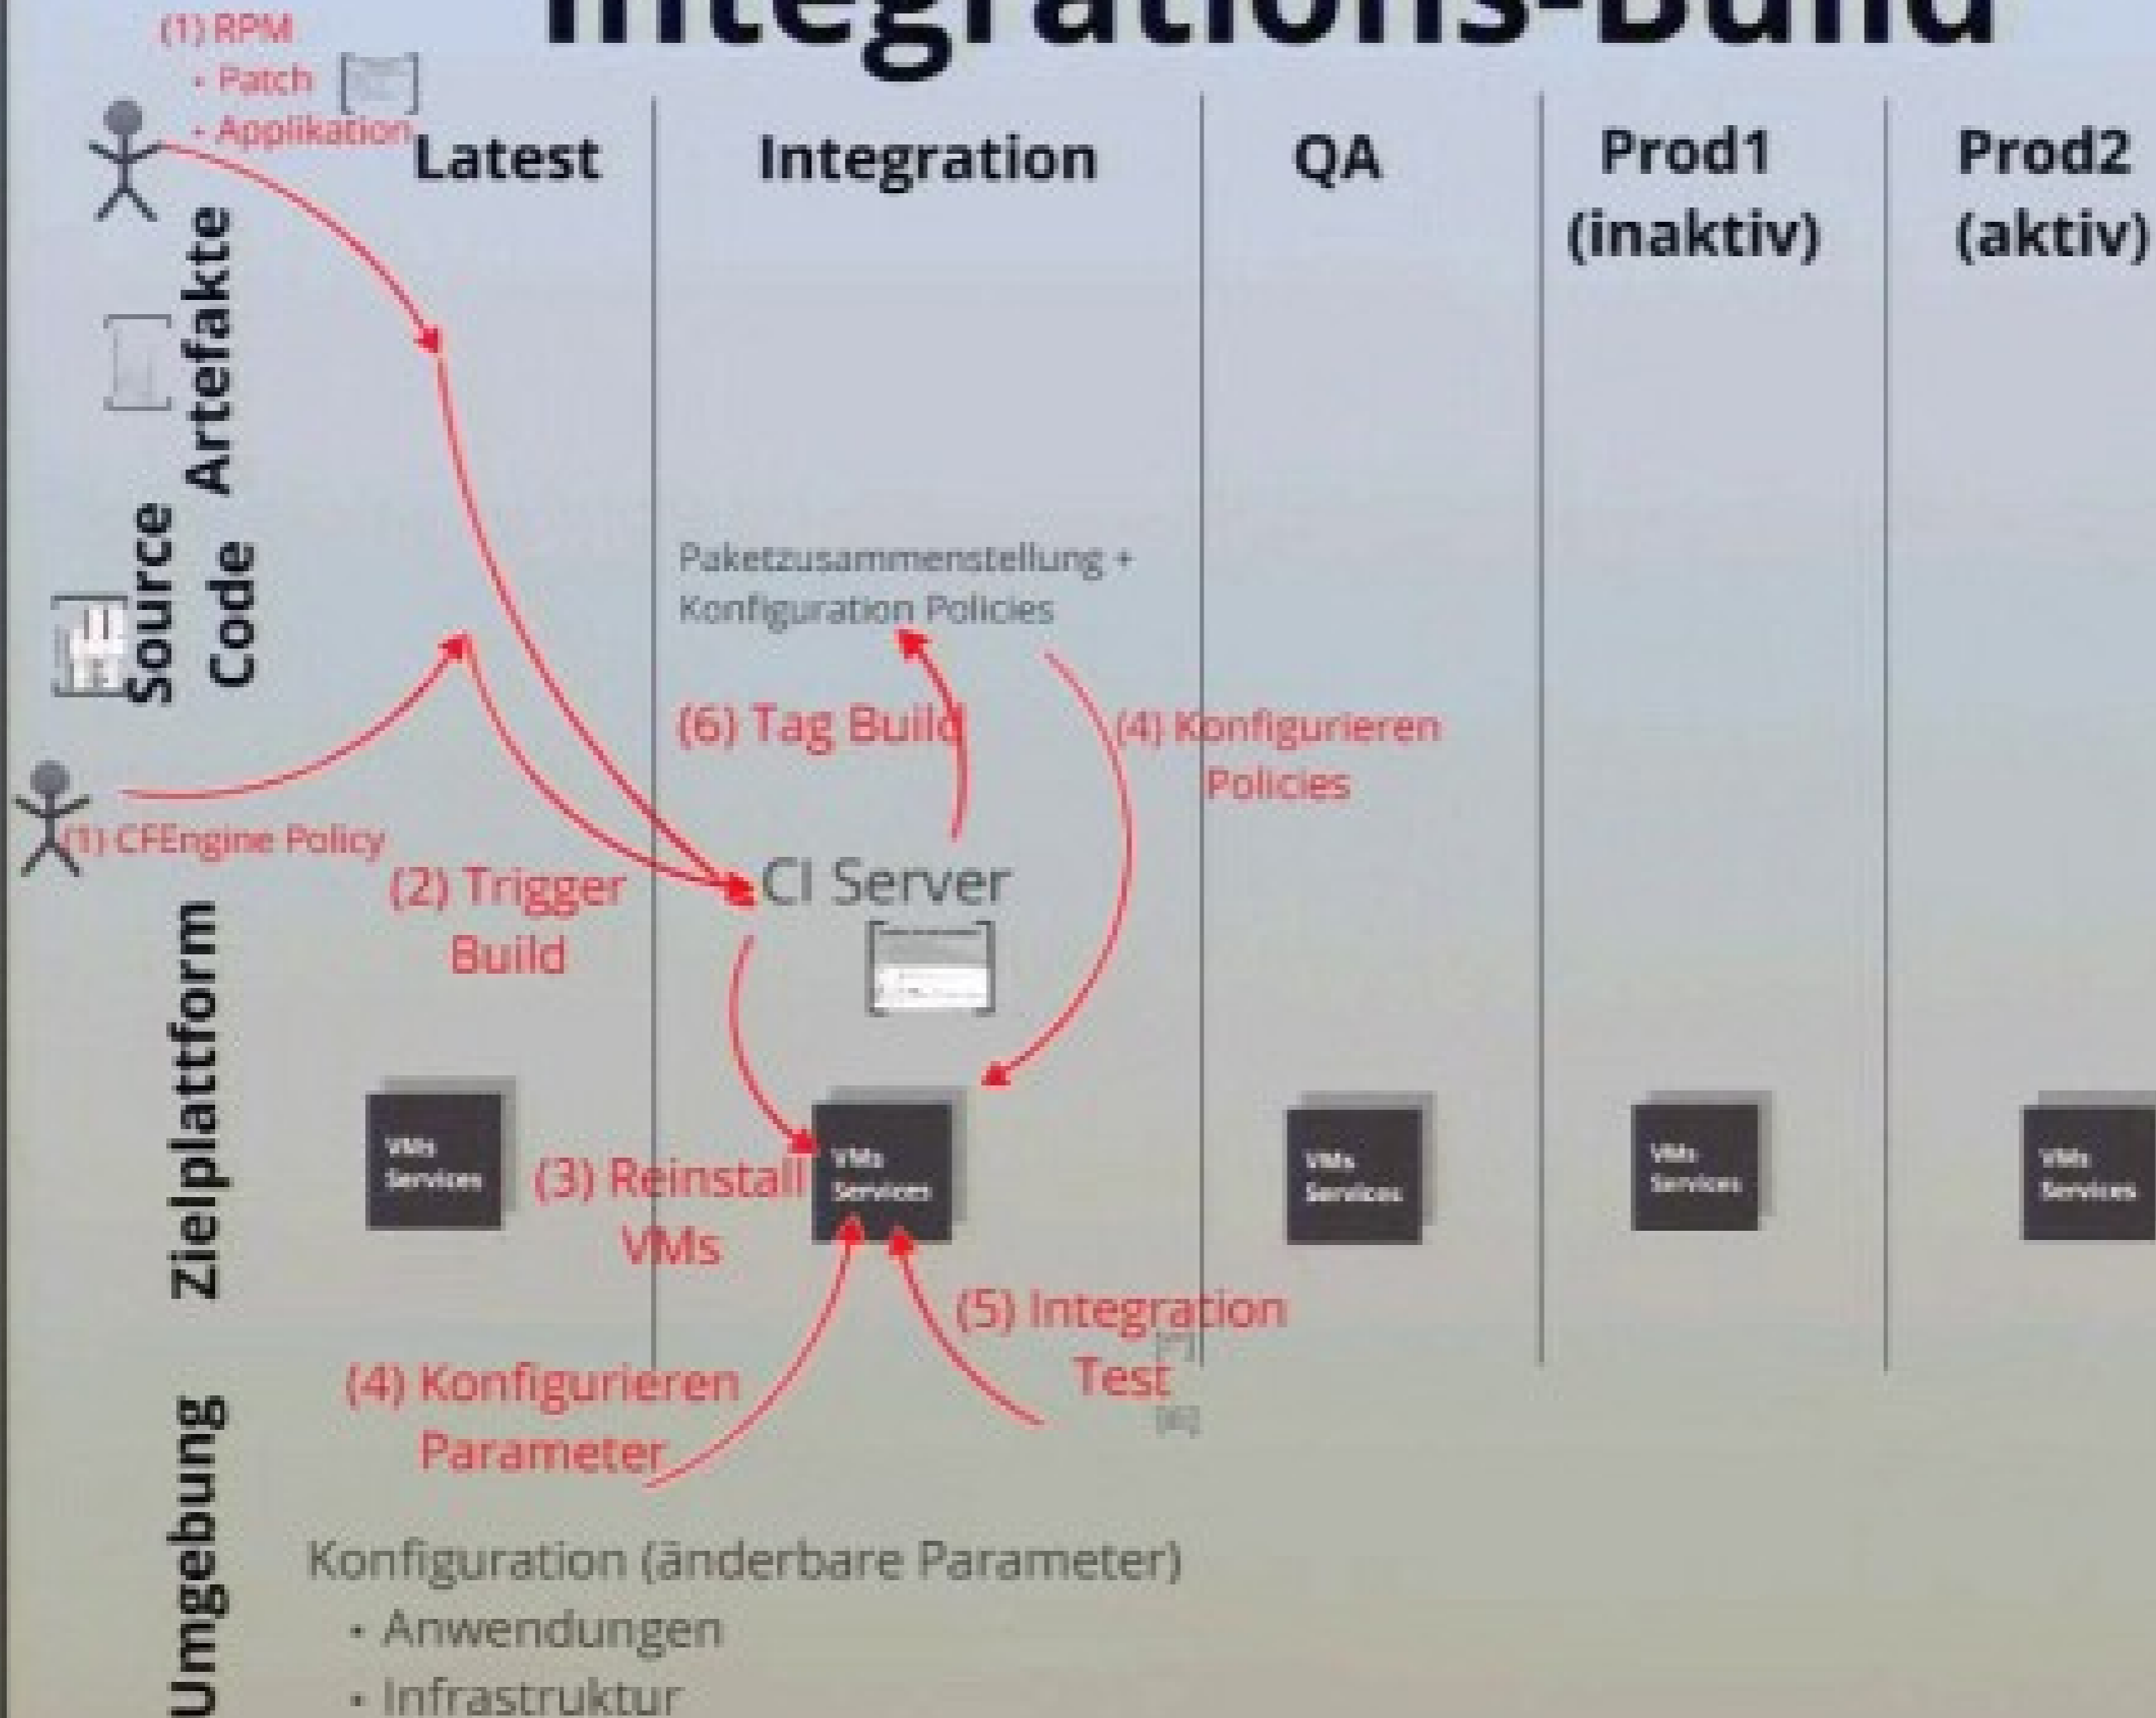 Integrations-Build
(1) RPM
• Patch
• Applikation
Latest
Integration
QA
Prod1
(inaktiv)
Prod2
(aktiv)
Artefakte
Source
Code
Paketzusammenstellung +
Konfiguration Policies
(6) Tag Build
(4) Konfigurieren
Policies
(1) CFEngine Policy
(2) Trigger
Build
CI Server
Zielplattform
VMs
Services
(3) Reinstall
VMs
VMs
Services
VMs
Services
VMs
Services
VMs
Services
(5) Integration
Test
(4) Konfigurieren
Parameter
Umgebung
Konfiguration (änderbare Parameter)
• Anwendungen
• Infrastruktur